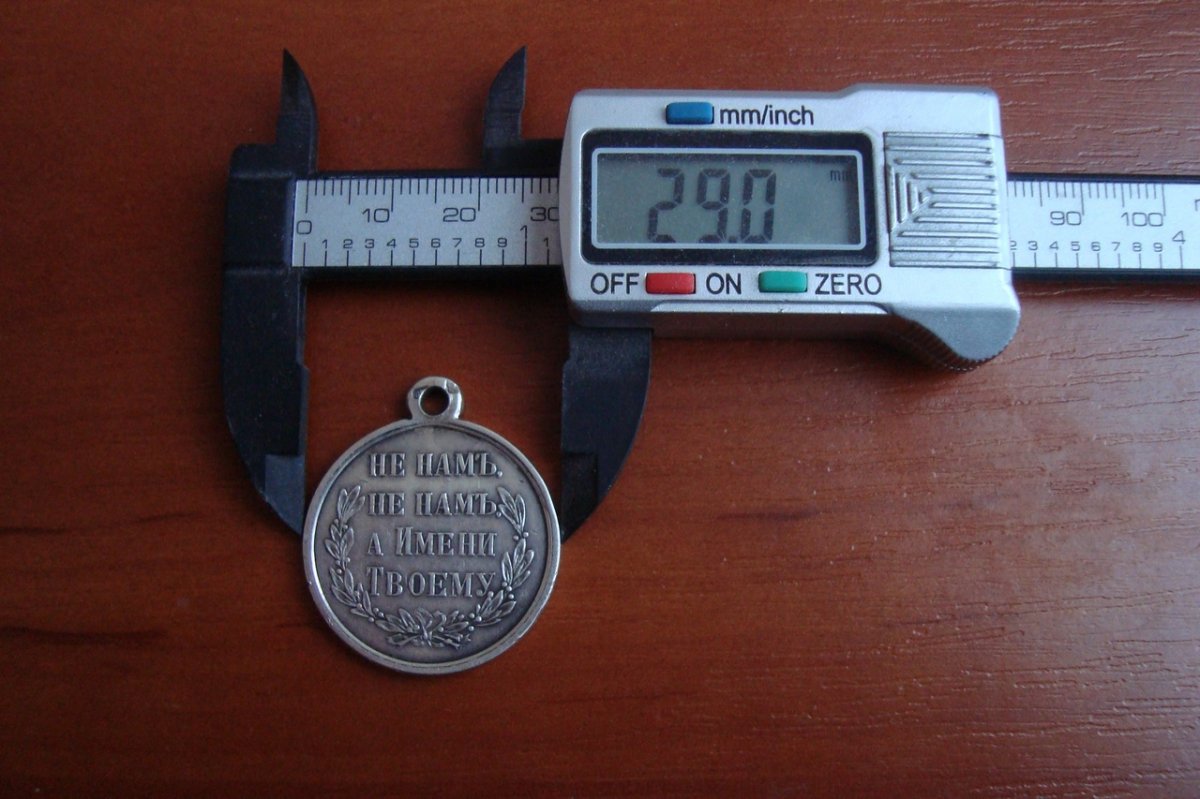 mm/inch
29.0 mm
OFF ON ZERO
0 10 20 30 90 100
1 2 3 4 5 6 7 8 9 1 1 2 3 4 5 6 7 8 9 4
НЕ НАМЪ,
НЕ НАМЪ,
А ИМЕНИ
ТВОЕМУ